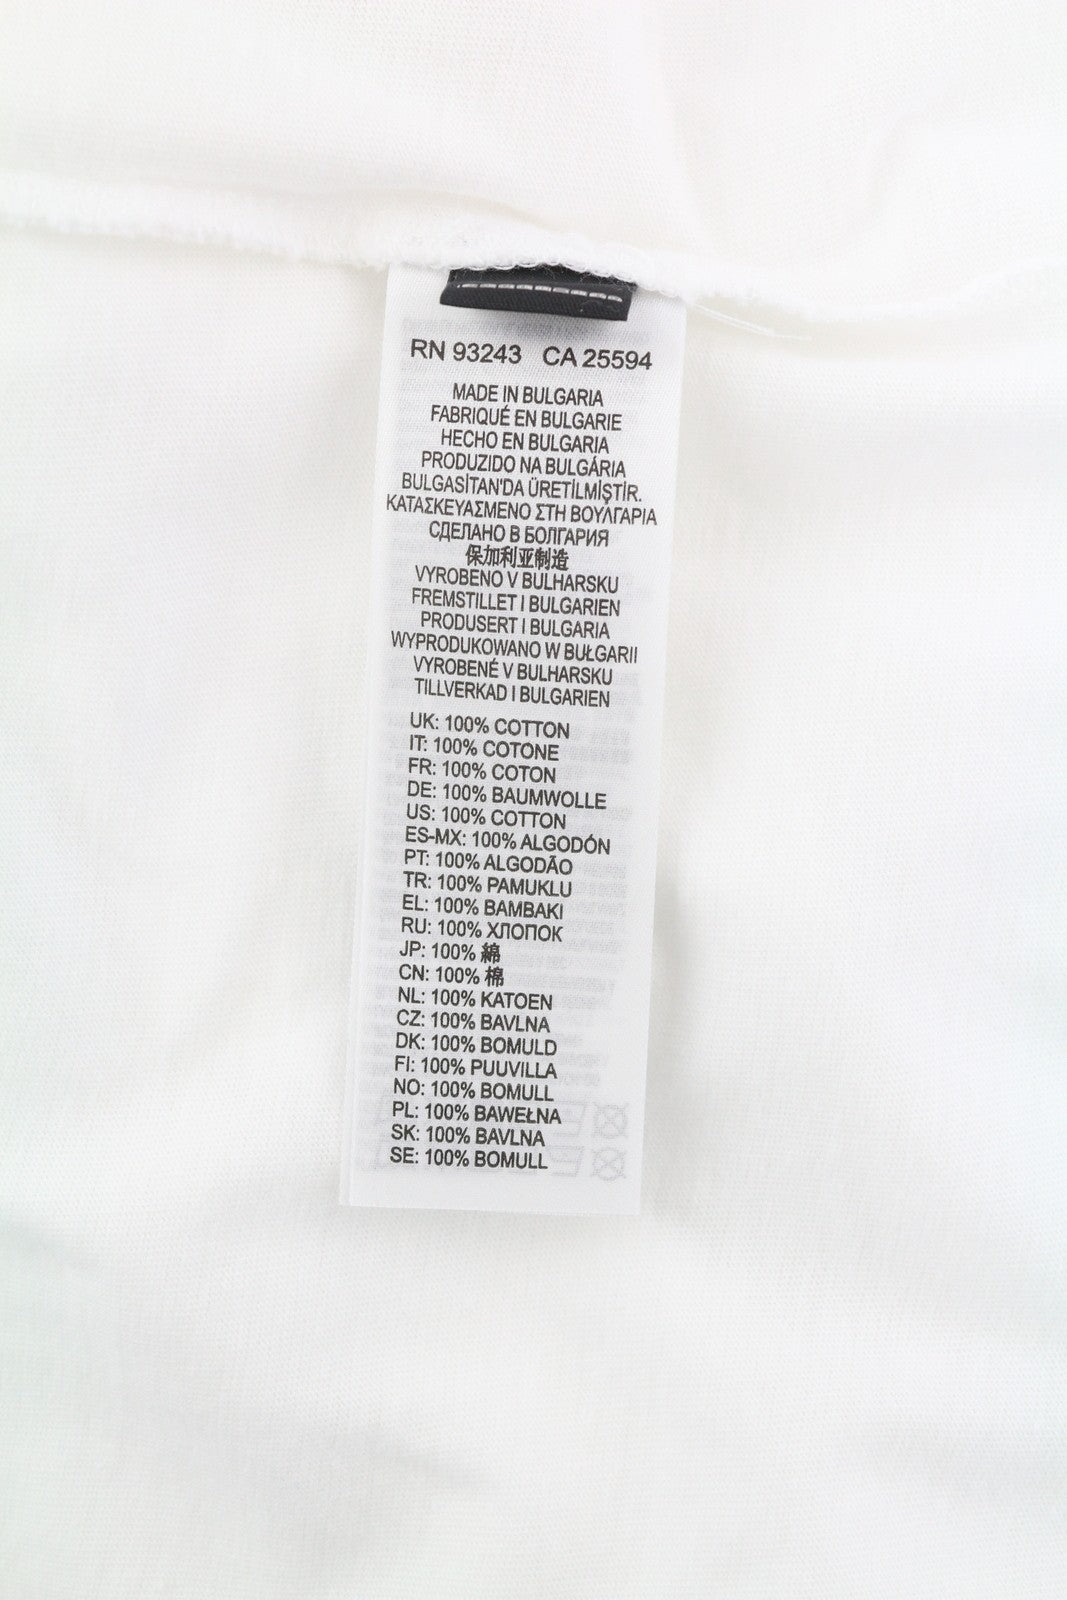 RN 93243 CA 25594
MADE IN BULGARIA
FABRIQUÉ EN BULGARIE
HECHO EN BULGARIA
PRODUZIDO NA BULGÁRIA
BULGASİTAN'DA ÜRETİLMİŞTİR.
ΚΑΤΑΣΚΕΥΑΣΜΕΝΟ ΣΤΗ ΒΟΥΛΓΑΡΙΑ
СДЕЛАНО В БОЛГАРИЯ
保加利亚制造
VYROBENO V BULHARSKU
FREMSTILLET I BULGARIEN
PRODUSERT I BULGARIA
WYPRODUKOWANO W BUŁGARII
VYROBENÉ V BULHARSKU
TILLVERKAD I BULGARIEN
UK: 100% COTTON
IT: 100% COTONE
FR: 100% COTON
DE: 100% BAUMWOLLE
US: 100% COTTON
ES-MX: 100% ALGODÓN
PT: 100% ALGODÃO
TR: 100% PAMUKLU
EL: 100% BAMBAKI
RU: 100% ХЛОПОК
JP: 100% 綿
CN: 100% 棉
NL: 100% KATOEN
CZ: 100% BAVLNA
DK: 100% BOMULD
FI: 100% PUUVILLA
NO: 100% BOMULL
PL: 100% BAWEŁNA
SK: 100% BAVLNA
SE: 100% BOMULL